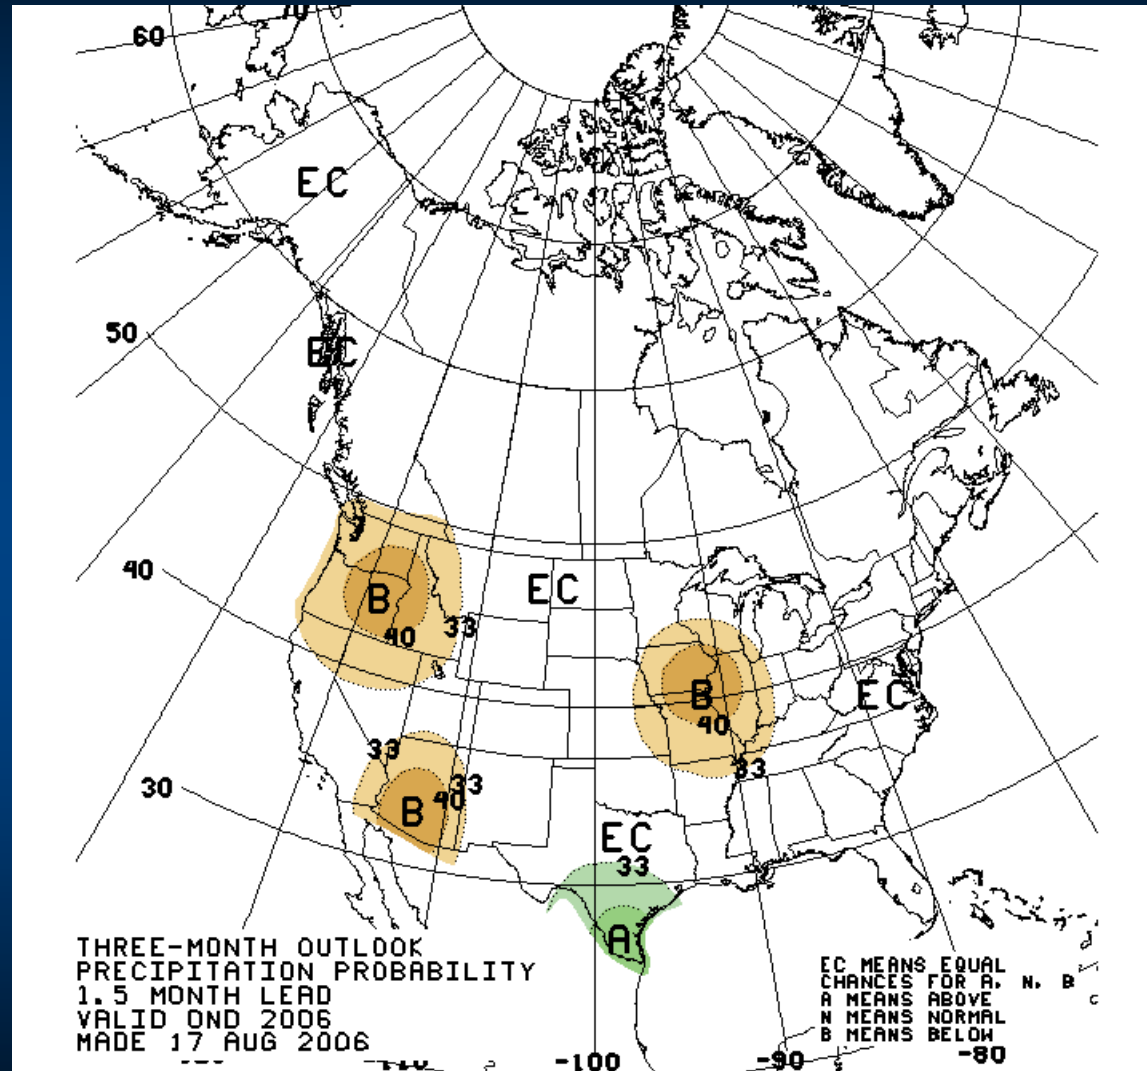 70
60
EC
50
EC
40
EC
B
40
33
B
40
33
EC
33
33
40
B
30
EC
33
A
THREE-MONTH OUTLOOK
PRECIPITATION PROBABILITY
1.5 MONTH LEAD
VALID OND 2006
MADE 17 AUG 2006
EC MEANS EQUAL
CHANCES FOR A, N, B
A MEANS ABOVE
N MEANS NORMAL
B MEANS BELOW
-100
-90
-80